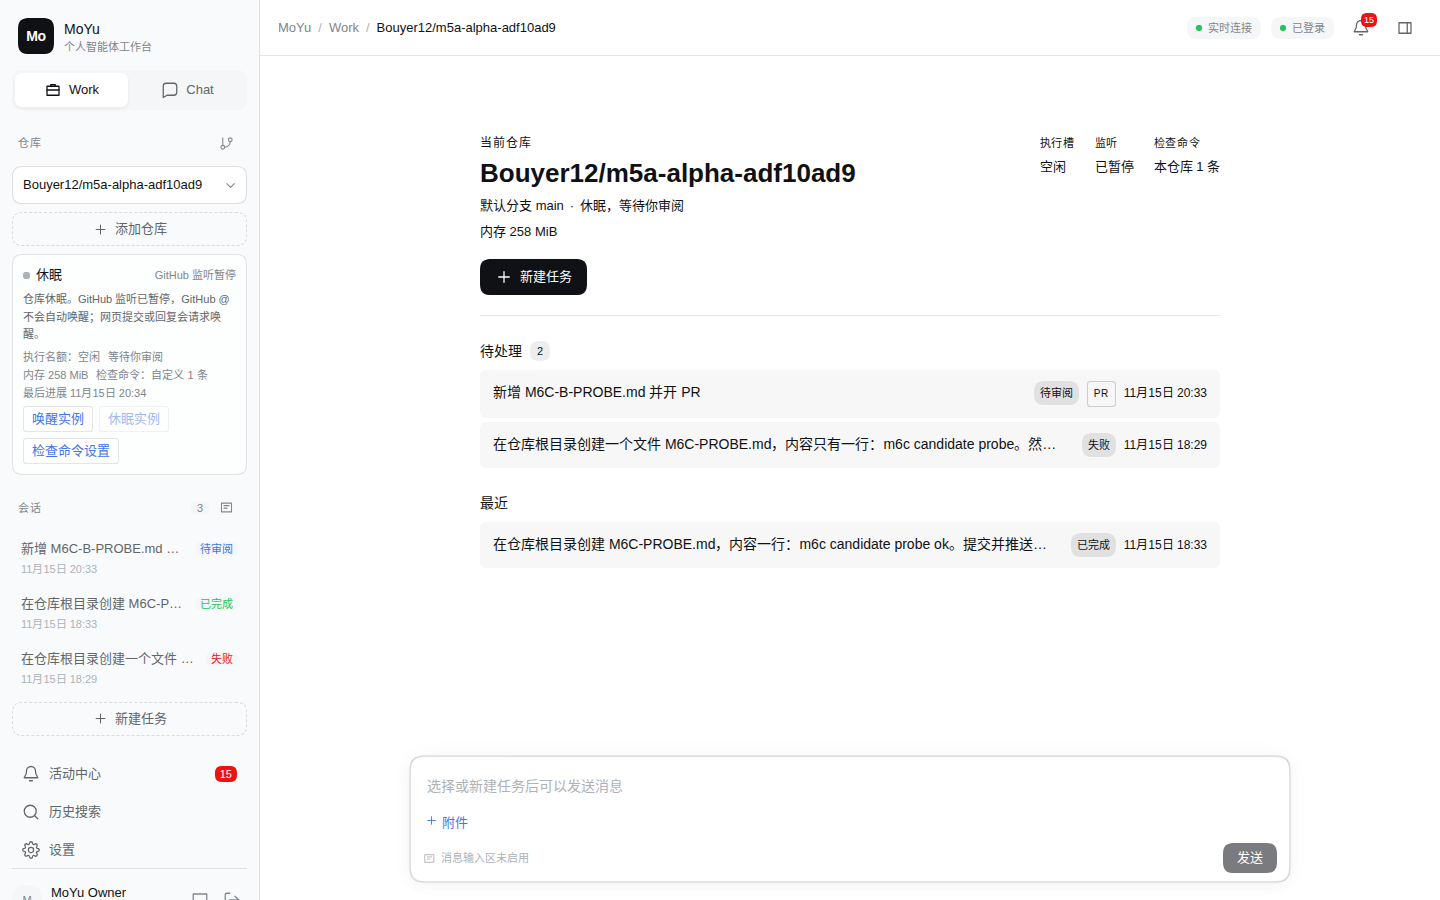 Mo
MoYu
个人智能体工作台
Work
Chat
仓库
Bouyer12/m5a-alpha-adf10ad9
添加仓库
休眠
GitHub 监听暂停
仓库休眠。GitHub 监听已暂停，GitHub @
不会自动唤醒；网页提交或回复会请求唤
醒。
执行名额：空闲 等待你审阅
内存 258 MiB 检查命令：自定义 1 条
最后进展 11月15日 20:34
唤醒实例
休眠实例
检查命令设置
会话
3
新增 M6C-B-PROBE.md …
待审阅
11月15日 20:33
在仓库根目录创建 M6C-P…
已完成
11月15日 18:33
在仓库根目录创建一个文件 …
失败
11月15日 18:29
新建任务
活动中心
15
历史搜索
设置
MoYu Owner
MoYu / Work / Bouyer12/m5a-alpha-adf10ad9
实时连接
已登录
15
当前仓库
Bouyer12/m5a-alpha-adf10ad9
默认分支 main · 休眠，等待你审阅
内存 258 MiB
执行槽
空闲
监听
已暂停
检查命令
本仓库 1 条
新建任务
待处理
2
新增 M6C-B-PROBE.md 并开 PR
待审阅
PR
11月15日 20:33
在仓库根目录创建一个文件 M6C-PROBE.md，内容只有一行：m6c candidate probe。然…
失败
11月15日 18:29
最近
在仓库根目录创建 M6C-PROBE.md，内容一行：m6c candidate probe ok。提交并推送…
已完成
11月15日 18:33
选择或新建任务后可以发送消息
附件
消息输入区未启用
发送